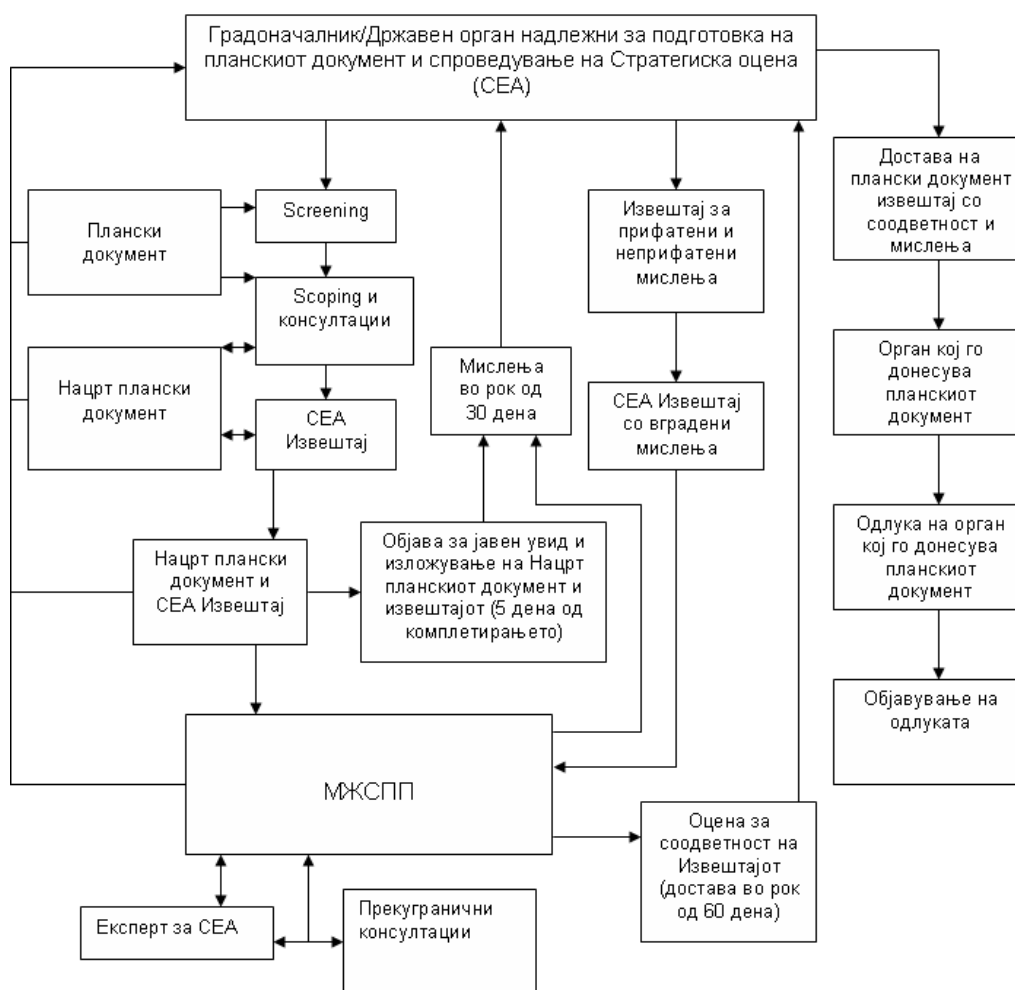 Градоначалник/Државен орган надлежни за подготовка на
планскиот документ и спроведување на Стратегиска оцена
(СЕА)
Плански
документ
Screening
Scoping и
консултации
Нацрт плански
документ
СЕА
Извештај
Нацрт плански
документ и
СЕА Извештај
Мислења
во рок од
30 дена
Објава за јавен увид и
изложување на Нацрт
планскиот документ и
извештајот (5 дена од
комплетирањето)
Извештај за
прифатени и
неприфатени
мислења
СЕА Извештај
со вградени
мислења
Достава на
плански документ
извештај со
соодветност и
мислења
Орган кој го
донесува
планскиот
документ
Одлука на орган
кој го донесува
планскиот
документ
Објавување на
одлуката
МЖСПП
Оцена за
соодветност на
Извештајот
(достава во рок
од 60 дена)
Експерт за СЕА
Прекугранични
консултации